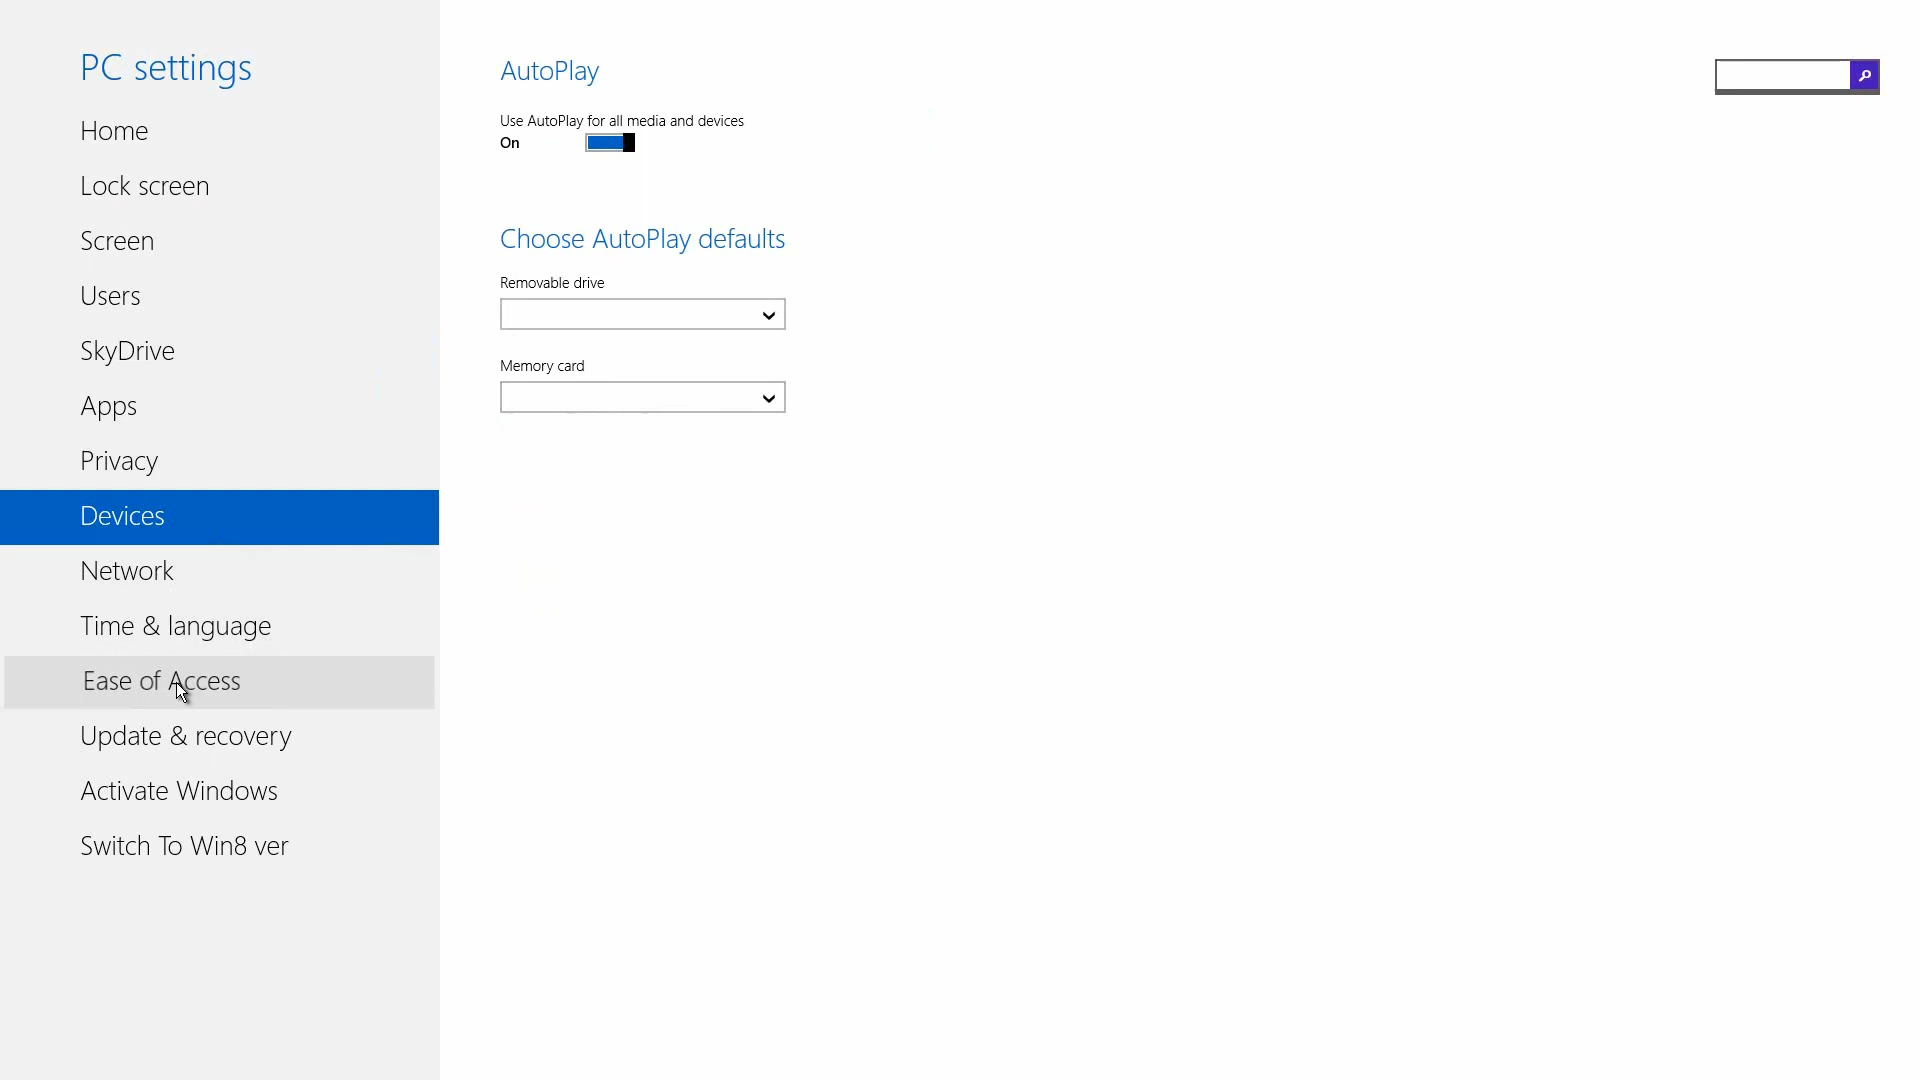 PC settings
Home
Lock screen
Screen
Users
SkyDrive
Apps
Privacy
Devices
Network
Time & language
Ease of Access
Update & recovery
Activate Windows
Switch To Win8 ver
AutoPlay
Use AutoPlay for all media and devices
On
Choose AutoPlay defaults
Removable drive
Memory card